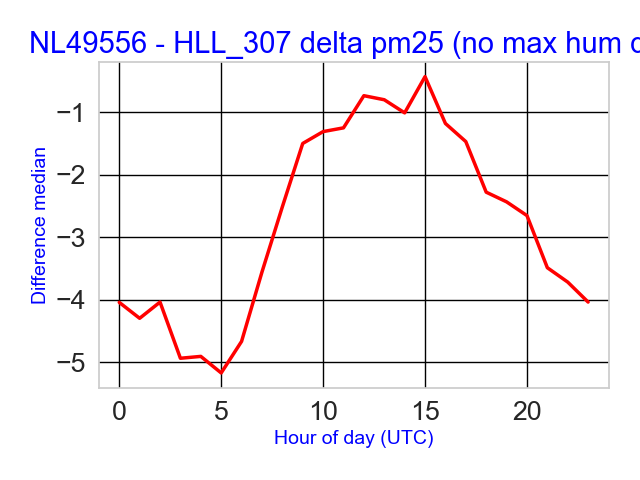 NL49556 - HLL_307 delta pm25 (no max hum
Difference median
−1
−2
−3
−4
−5
0 5 10 15 20
Hour of day (UTC)